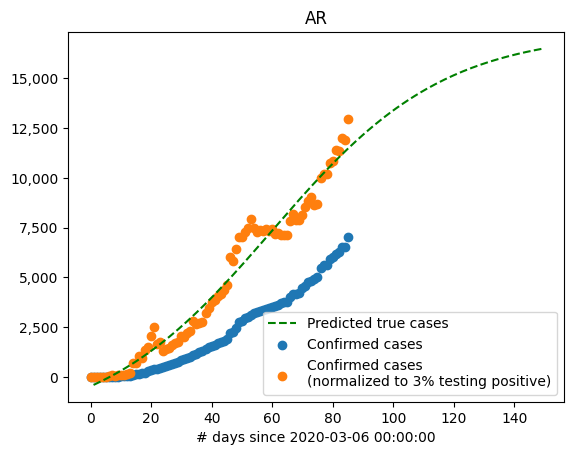 AR
15,000
12,500
10,000
7,500
5,000
2,500
0
Predicted true cases
Confirmed cases
Confirmed cases
(normalized to 3% testing positive)
0 20 40 60 80 100 120 140
# days since 2020-03-06 00:00:00